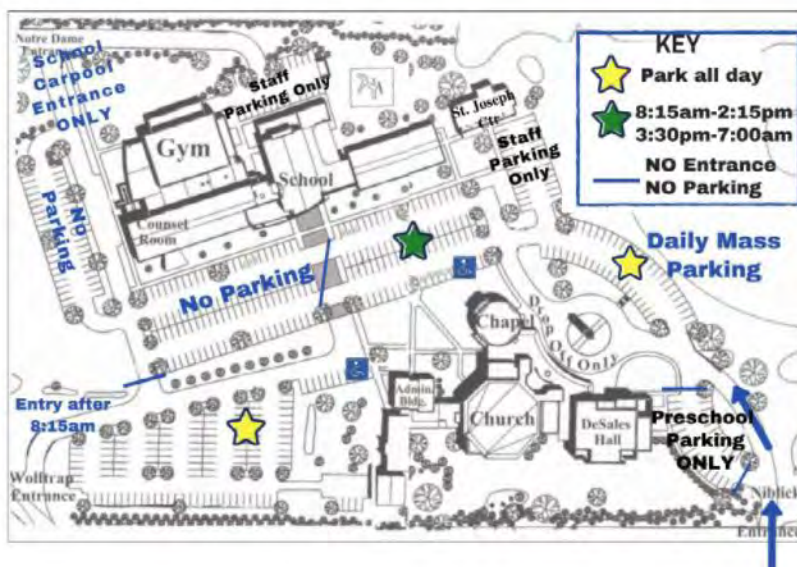 Notre Dame
Entrance
School
Carpool
Entrance
ONLY
Staff
Parking Only
St. Joseph
Ctr.
Staff
Parking
Only
KEY
Park all day
8:15am-2:15pm
3:30pm-7:00am
NO Entrance
NO Parking
Gym
School
No
Parking
Counsel
Room
No Parking
Daily Mass
Parking
Chapel
Drop Off Only
Entry after
8:15am
Admin.
Bldg.
Church
DeSales
Hall
Preschool
Parking
ONLY
Wolftrap
Entrance
Niblick
Entrance